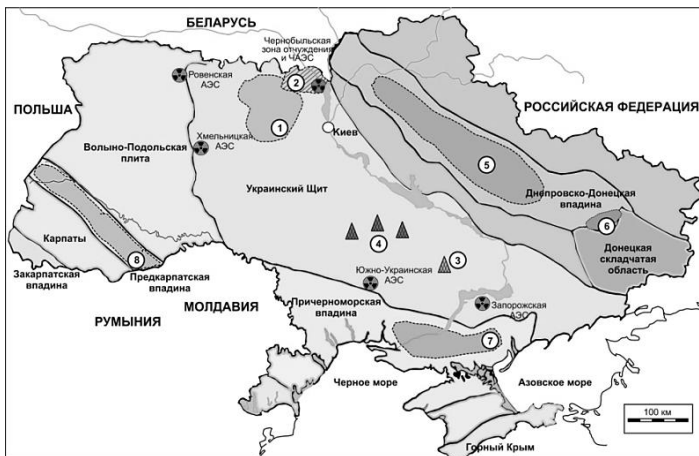 БЕЛАРУСЬ
Чернобыльская
зона отчуждения
и ЧАЭС
Ровенская
АЭС
2
ПОЛЬША
РОССИЙСКАЯ ФЕДЕРАЦИЯ
1
Киев
Хмельницкая
АЭС
Волыно-Подольская
плита
5
Украинский Щит
Днепровско-Донецкая
впадина
6
Донецкая
складчатая
область
4
3
Карпаты
8
Закарпатская
впадина
Предкарпатская
впадина
Южно-Украинская
АЭС
МОЛДАВИЯ
Причерноморская
впадина
Запорожская
АЭС
РУМЫНИЯ
7
Черное море
Азовское море
100 км
Горный Крым